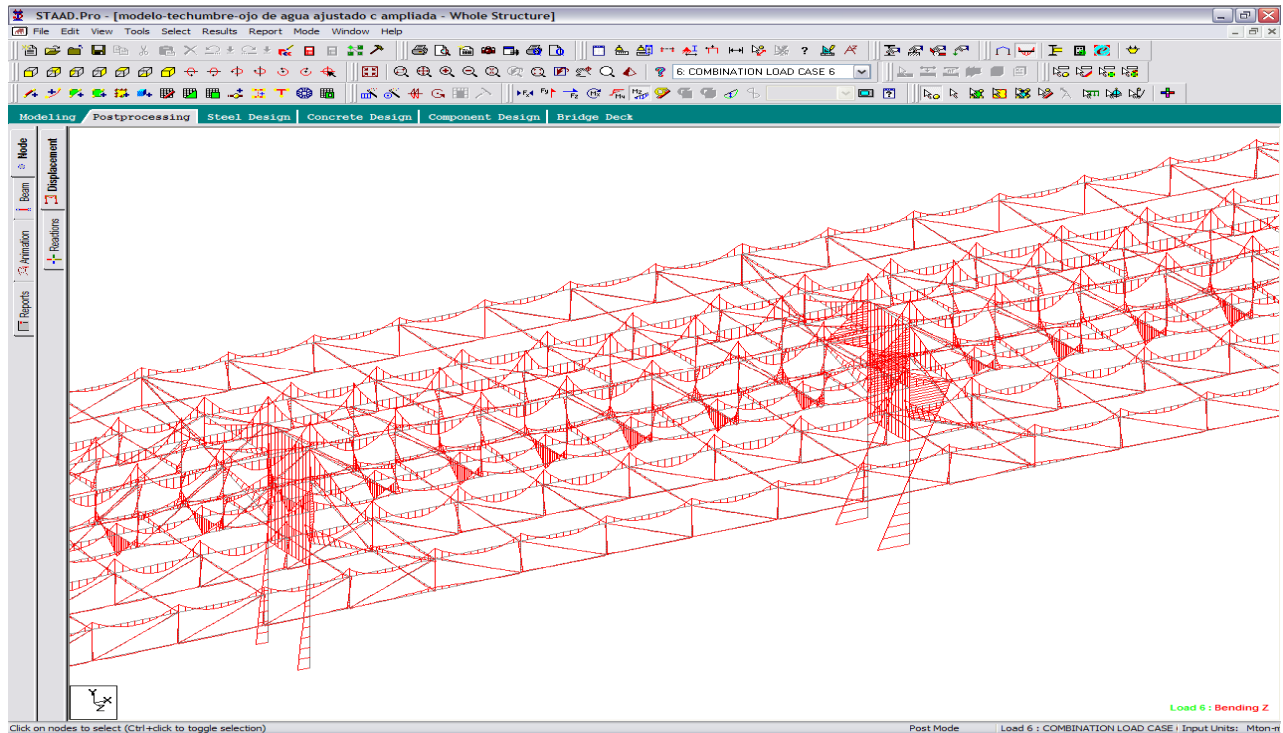 STAAD.Pro - [modelo-techumbre-ojo de agua ajustado c ampliada - Whole Structure]
File Edit View Tools Select Results Report Mode Window Help
6: COMBINATION LOAD CASE 6
Modeling Postprocessing Steel Design Concrete Design Component Design Bridge Deck
Node
Beam
Animation
Reports
Displacement
Reactions
Y
X
Z
Load 6 : Bending Z
Click on nodes to select (Ctrl+click to toggle selection) Post Mode Load 6 : COMBINATION LOAD CASE Input Units: Mton-m